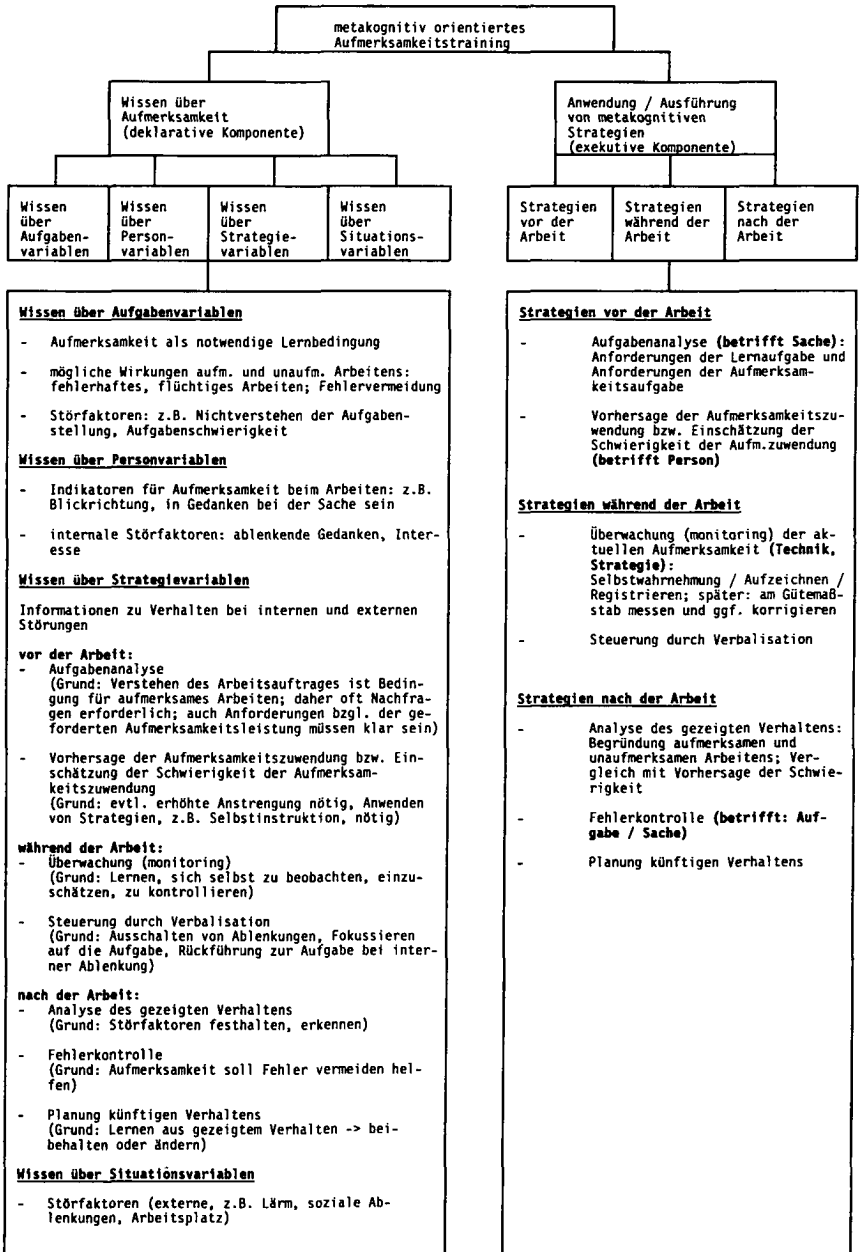 metakognitiv orientiertes
Aufmerksamkeitstraining
Wissen über
Aufmerksamkeit
(deklarative Komponente)
Anwendung / Ausführung
von metakognitiven
Strategien
(exekutive Komponente)
Wissen
über
Aufgaben-
variablen
Wissen
über
Person-
variablen
Wissen
über
Strategie-
variablen
Wissen
über
Situations-
variablen
Strategien
vor der
Arbeit
Strategien
während der
Arbeit
Strategien
nach der
Arbeit
Wissen über Aufgabenvariablen
- Aufmerksamkeit als notwendige Lernbedingung
- mögliche Wirkungen aufm. und unaufm. Arbeitens:
fehlerhaftes, flüchtiges Arbeiten; Fehlervermeidung
- Störfaktoren: z.B. Nichtverstehen der Aufgaben-
stellung, Aufgabenschwierigkeit
Wissen über Personvariablen
- Indikatoren für Aufmerksamkeit beim Arbeiten: z.B.
Blickrichtung, in Gedanken bei der Sache sein
- internale Störfaktoren: ablenkende Gedanken, Inter-
esse
Wissen über Strategievariablen
Informationen zu Verhalten bei internen und externen
Störungen
vor der Arbeit:
- Aufgabenanalyse
(Grund: Verstehen des Arbeitsauftrages ist Bedin-
gung für aufmerksames Arbeiten; daher oft Nachfra-
gen erforderlich; auch Anforderungen bzgl. der ge-
forderten Aufmerksamkeitsleistung müssen klar sein)
- Vorhersage der Aufmerksamkeitszuwendung bzw. Ein-
schätzung der Schwierigkeit der Aufmerksam-
keitszuwendung
(Grund: evtl. erhöhte Anstrengung nötig, Anwenden
von Strategien, z.B. Selbstinstruktion, nötig)
während der Arbeit:
- Überwachung (monitoring)
(Grund: Lernen, sich selbst zu beobachten, einzu-
schätzen, zu kontrollieren)
- Steuerung durch Verbalisation
(Grund: Ausschalten von Ablenkungen, Fokussieren
auf die Aufgabe, Rückführung zur Aufgabe bei inter-
ner Ablenkung)
nach der Arbeit:
- Analyse des gezeigten Verhaltens
(Grund: Störfaktoren festhalten, erkennen)
- Fehlerkontrolle
(Grund: Aufmerksamkeit soll Fehler vermeiden hel-
fen)
- Planung künftigen Verhaltens
(Grund: Lernen aus gezeigtem Verhalten -> bei-
behalten oder ändern)
Wissen über Situationsvariablen
- Störfaktoren (externe, z.B. Lärm, soziale Ab-
lenkungen, Arbeitsplatz)
Strategien vor der Arbeit
- Aufgabenanalyse (betrifft Sache):
Anforderungen der Lernaufgabe und
Anforderungen der Aufmerksam-
keitsaufgabe
- Vorhersage der Aufmerksamkeitszu-
wendung bzw. Einschätzung der
Schwierigkeit der Aufm.zuwendung
(betrifft Person)
Strategien während der Arbeit
- Überwachung (monitoring) der ak-
tuellen Aufmerksamkeit (Technik,
Strategie):
Selbstwahrnehmung / Aufzeichnen /
Registrieren; später: am Gütemaß-
stab messen und ggf. korrigieren
- Steuerung durch Verbalisation
Strategien nach der Arbeit
- Analyse des gezeigten Verhaltens:
Begründung aufmerksamen und
unaufmerksamen Arbeitens; Ver-
gleich mit Vorhersage der Schwie-
rigkeit
- Fehlerkontrolle (betrifft: Auf-
gabe / Sache)
- Planung künftigen Verhaltens